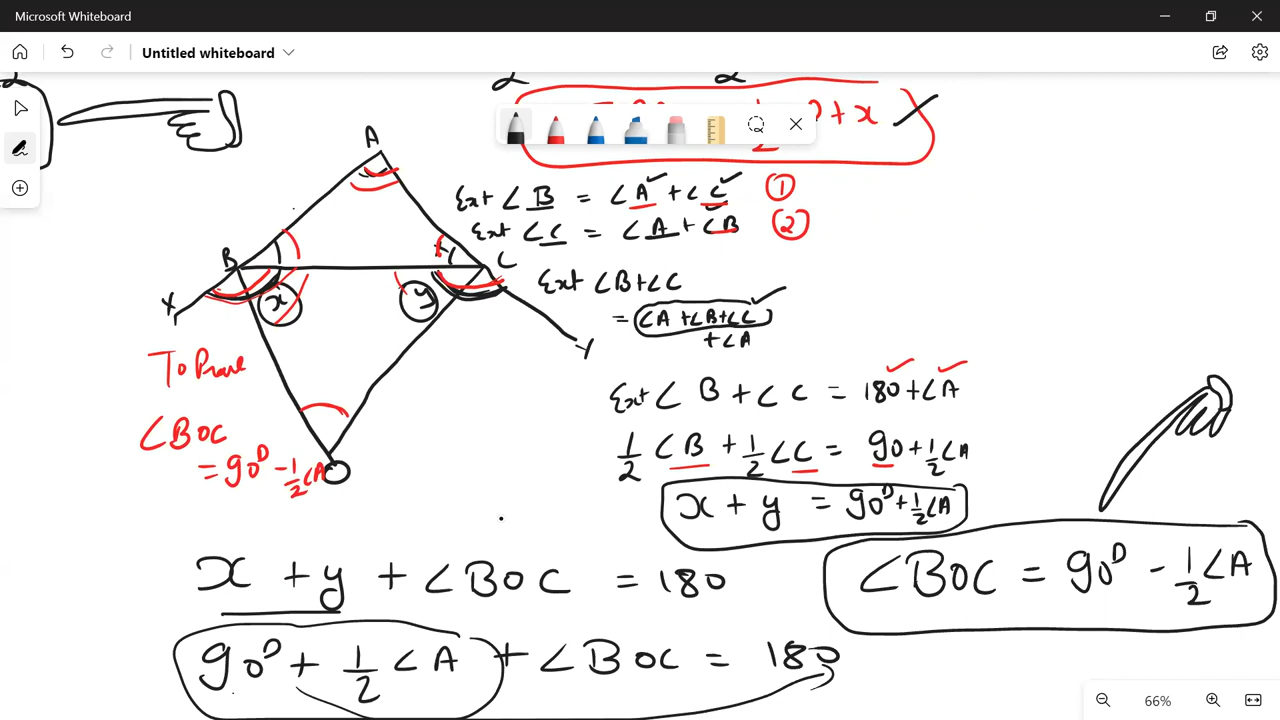 Microsoft Whiteboard
Untitled whiteboard
0 + x
A
Ext ∠B = ∠A + ∠C ①
Ext ∠C = ∠A + ∠B ②
B
C
Ext ∠B + ∠C
x
x
y
= ∠A + ∠B + ∠C
+ ∠A
Y
To Prove
Ext ∠B + ∠C = 180 + ∠A
∠BOC
= 90° - 1/2 ∠A
1/2 ∠B + 1/2 ∠C = 90 + 1/2 ∠A
O
x + y = 90° + 1/2 ∠A
x + y + ∠BOC = 180
∠BOC = 90° - 1/2 ∠A
90° + 1/2 ∠A + ∠BOC = 180
66%